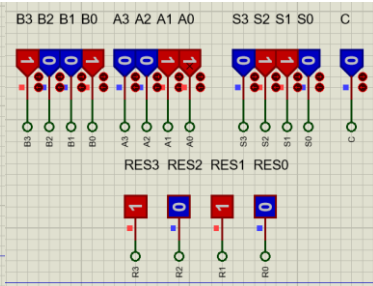 B3 B2 B1 B0 A3 A2 A1 A0 S3 S2 S1 S0 C
1 0 0 1 0 0 1 1 0 1 1 0 0
B3 B2 B1 B0 A3 A2 A1 A0 S3 S2 S1 S0 C
RES3 RES2 RES1 RES0
1 0 1 0
R3 R2 R1 R0